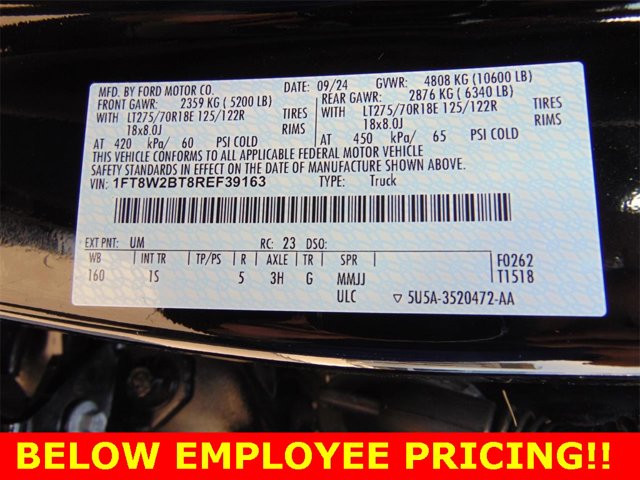 MFD. BY FORD MOTOR CO. DATE: 09/24 GVWR: 4808 KG (10600 LB)
FRONT GAWR: 2359 KG (5200 LB) REAR GAWR: 2876 KG (6340 LB)
WITH LT275/70R18E 125/122R TIRES WITH LT275/70R18E 125/122R TIRES
18x8.0J RIMS 18x8.0J RIMS
AT 420 kPa/ 60 PSI COLD AT 450 kPa/ 65 PSI COLD
THIS VEHICLE CONFORMS TO ALL APPLICABLE FEDERAL MOTOR VEHICLE
SAFETY AND THEFT PREVENTION STANDARDS IN EFFECT ON THE DATE OF MANUFACTURE SHOWN ABOVE.
VIN: 1FT8W2BT8REF39163 TYPE: Truck
EXT PNT: UM RC: 23 DSO: F0262
WB INT TR TP/PS R AXLE TR SPR T1518
160 1S 5 3H G MMJJ
ULC ▽ 5U5A-3520472-AA
BELOW EMPLOYEE PRICING!!